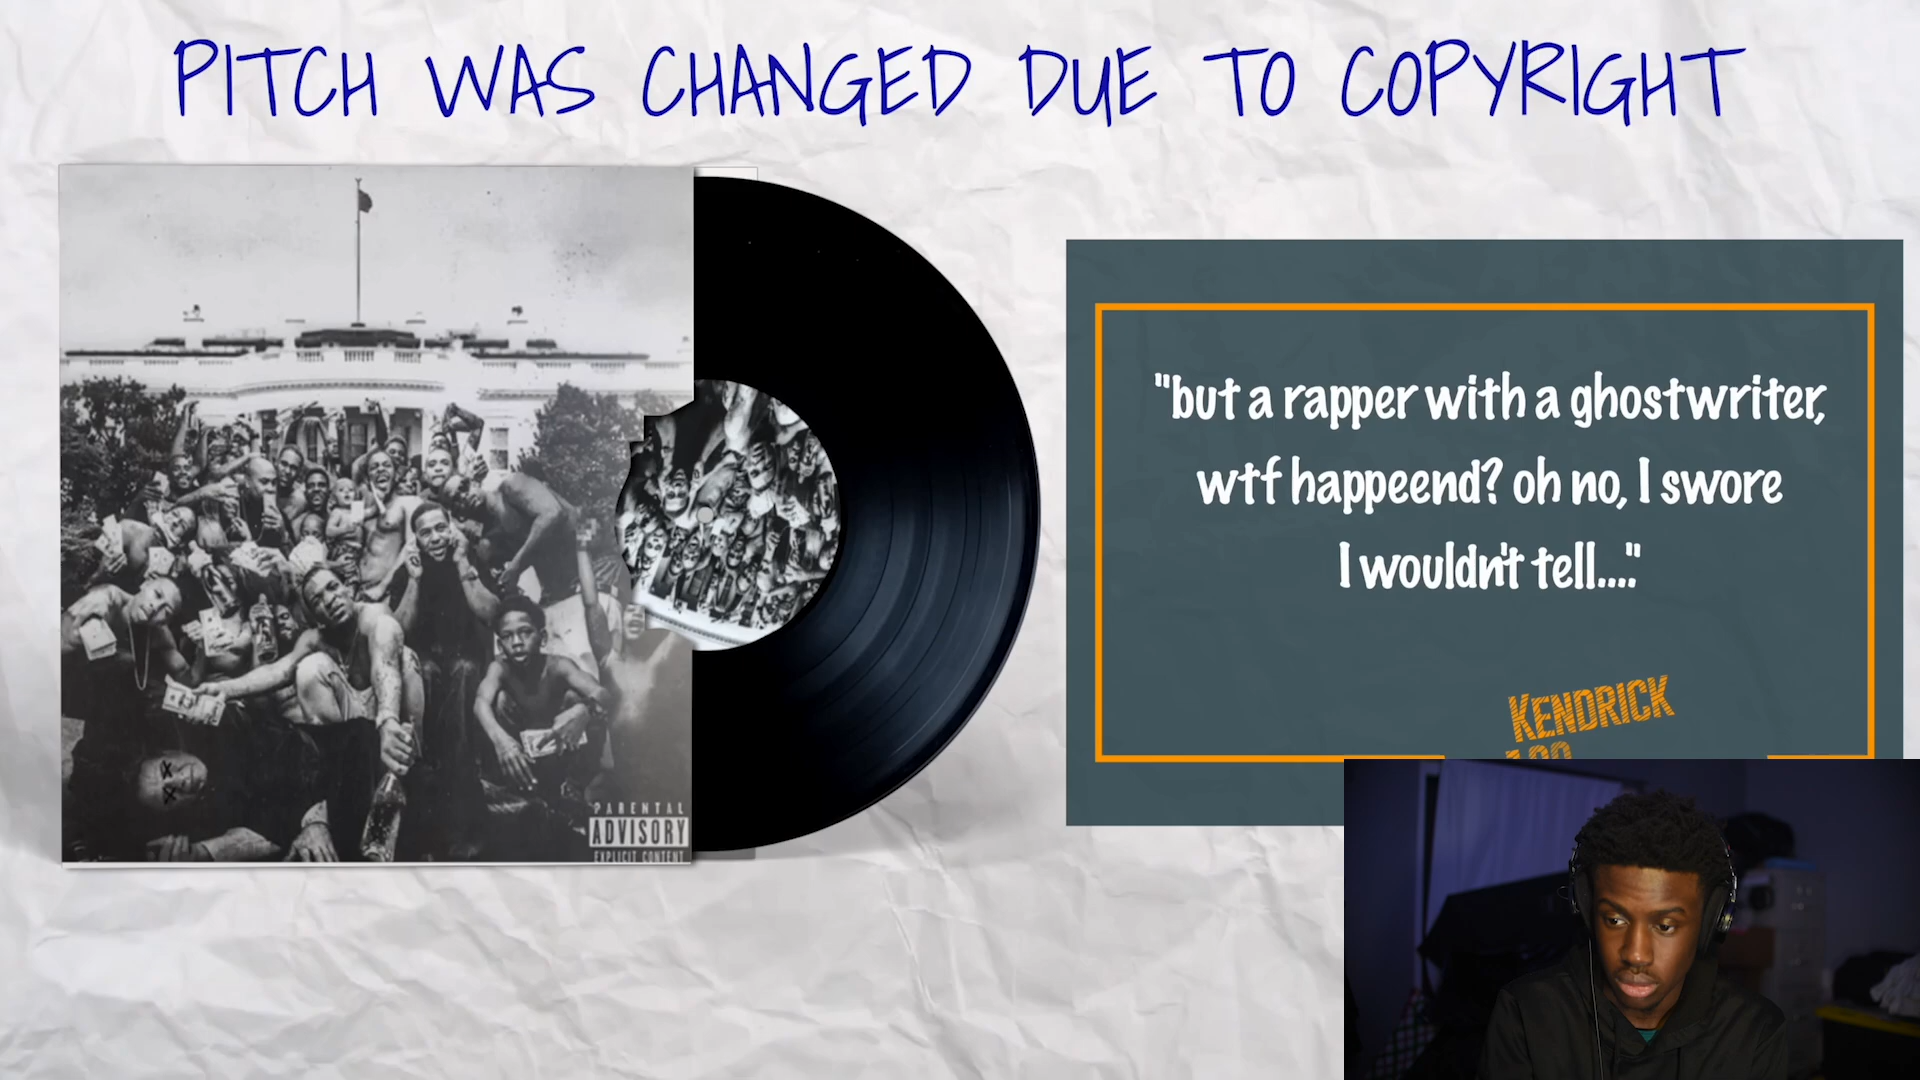 PITCH WAS CHANGED DUE TO COPYRIGHT
PARENTAL
ADVISORY
EXPLICIT CONTENT
"but a rapper with a ghostwriter,
wtf happeend? oh no, I swore
I wouldn't tell...."
KENDRICK